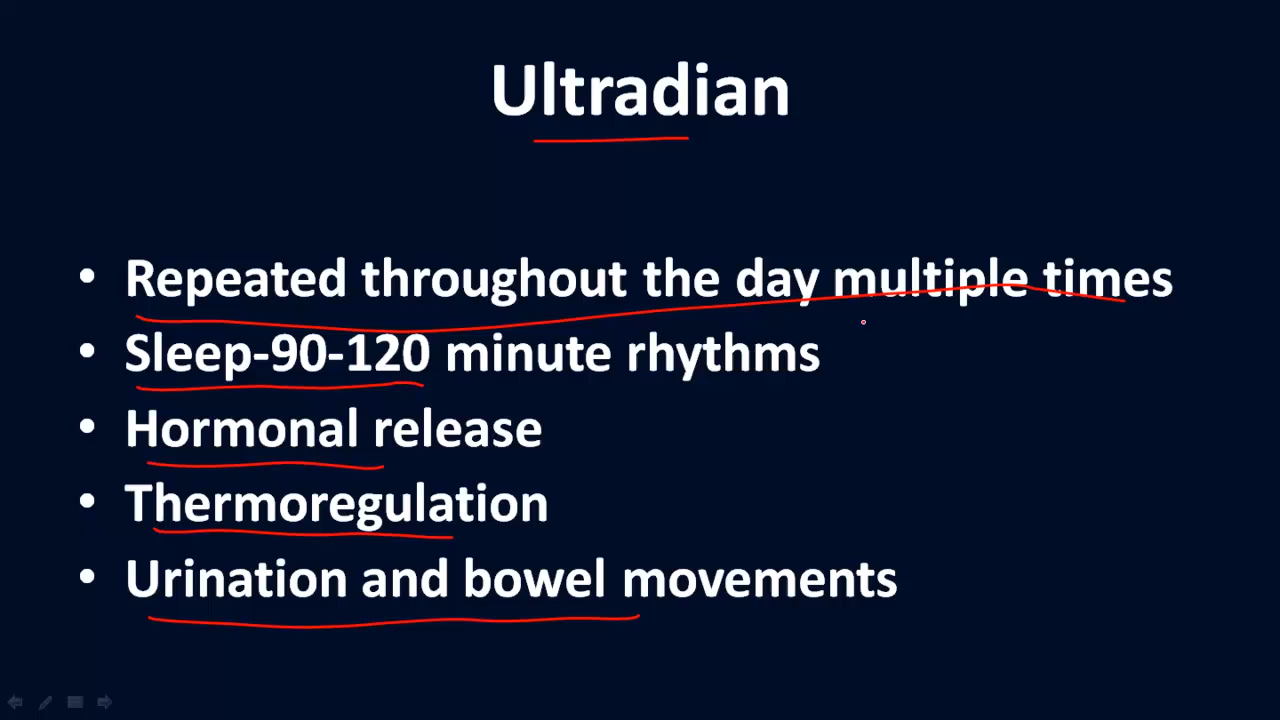 Ultradian
• Repeated throughout the day multiple times
• Sleep-90-120 minute rhythms
• Hormonal release
• Thermoregulation
• Urination and bowel movements